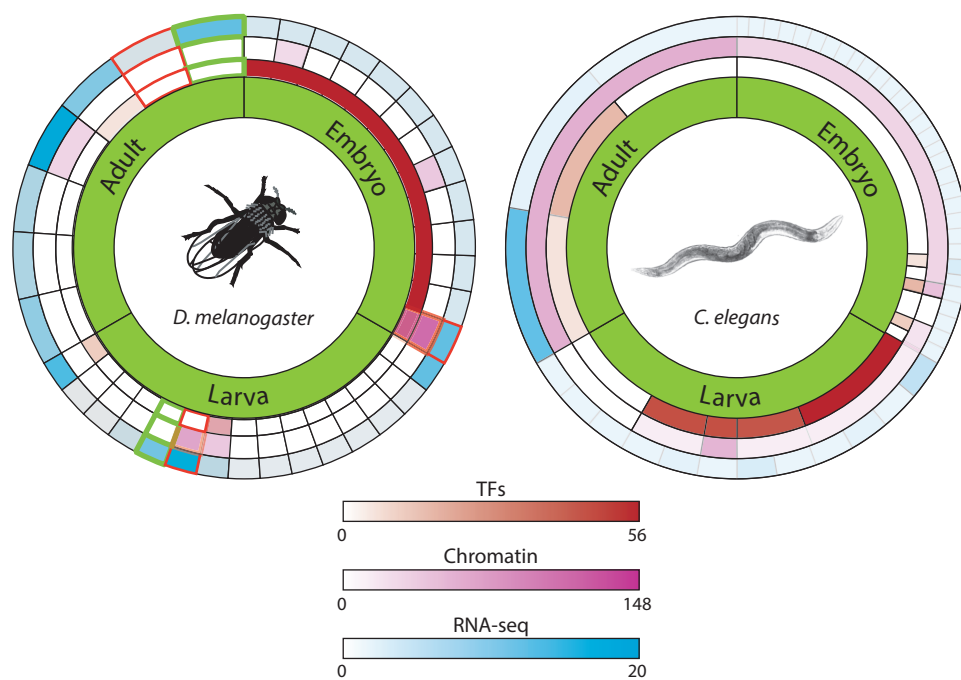 Adult
Embryo
D. melanogaster
Larva
Adult
Embryo
C. elegans
Larva
TFs
0 56
Chromatin
0 148
RNA-seq
0 20